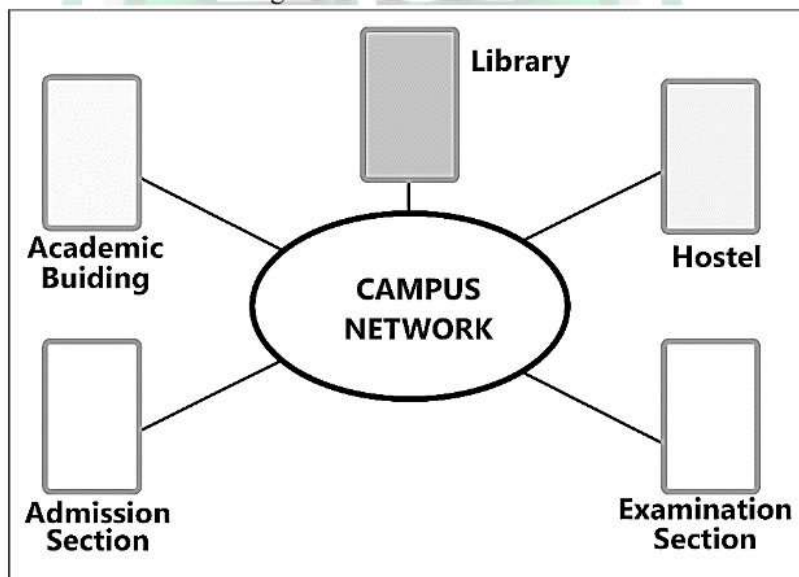 Library
Academic
Buiding
Hostel
CAMPUS
NETWORK
Admission
Section
Examination
Section